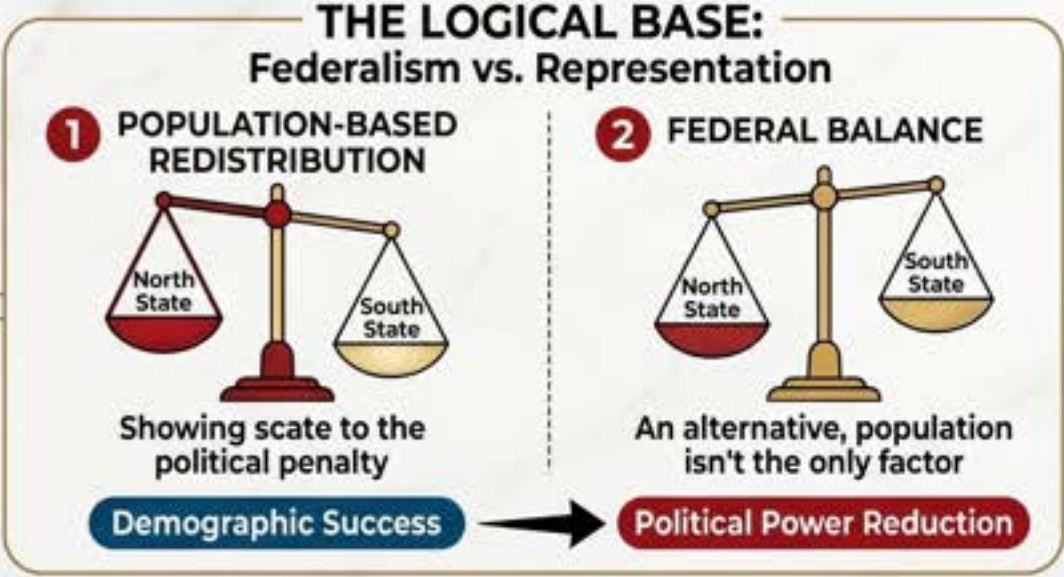 THE LOGICAL BASE:
Federalism vs. Representation
1 POPULATION-BASED
REDISTRIBUTION
North
State
South
State
Showing scate to the
political penalty
2 FEDERAL BALANCE
North
State
South
State
An alternative, population
isn't the only factor
Demographic Success
Political Power Reduction